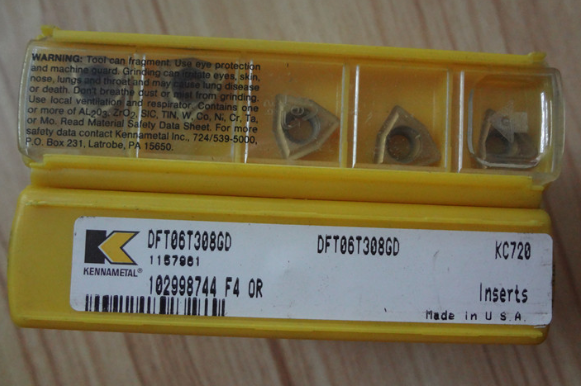 WARNING: Tool can fragment. Use eye protection
and machine guard. Grinding can irritate eyes, skin,
nose, lungs and throat and may cause lung disease
or death. Don't breathe dust or mist from grinding.
Use local ventilation and respirator. Contains one
or more of AL2O3, ZrO2, SIC, TIN, W, Co, Ni, Cr, Ta,
or Mo. Read Material Safety Data Sheet. For more
safety data contact Kennametal Inc., 724/539-5000,
P.O. Box 231, Latrobe, PA 15650.
KENNAMETAL®
DFT06T308GD DFT06T308GD KC720
1157961
102998744 F4 OR
Inserts
Made in U S A.